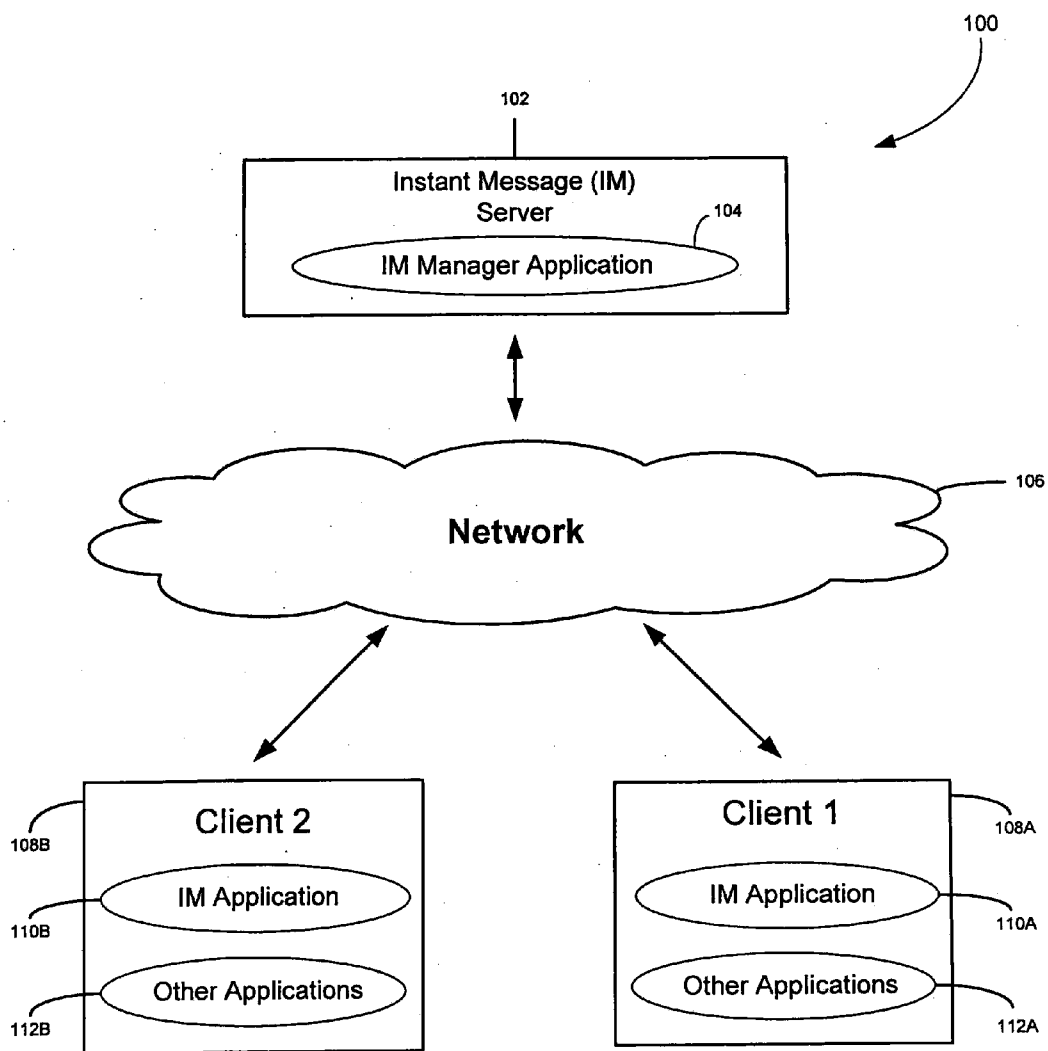 100
102
Instant Message (IM)
Server
104
IM Manager Application
106
Network
Client 2
108B
IM Application
110B
Other Applications
112B
Client 1
108A
IM Application
110A
Other Applications
112A